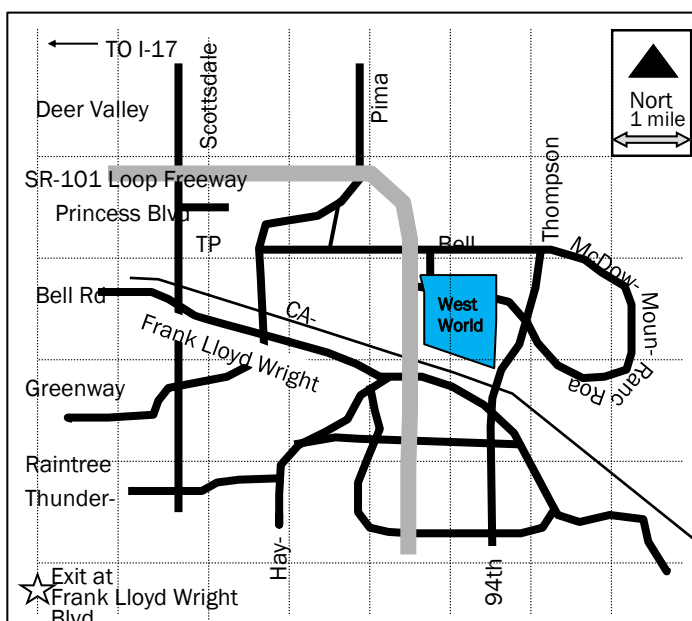 TO I-17
Scottsdale
Pima
Nort
1 mile
Deer Valley
SR-101 Loop Freeway
Princess Blvd
TP
Bell
Thompson
McDow-
Moun-
Ranc
Roa
Bell Rd
CA-
West
World
Frank Lloyd Wright
Greenway
Raintree
Thunder-
Hay-
94th
Exit at
Frank Lloyd Wright
Blvd